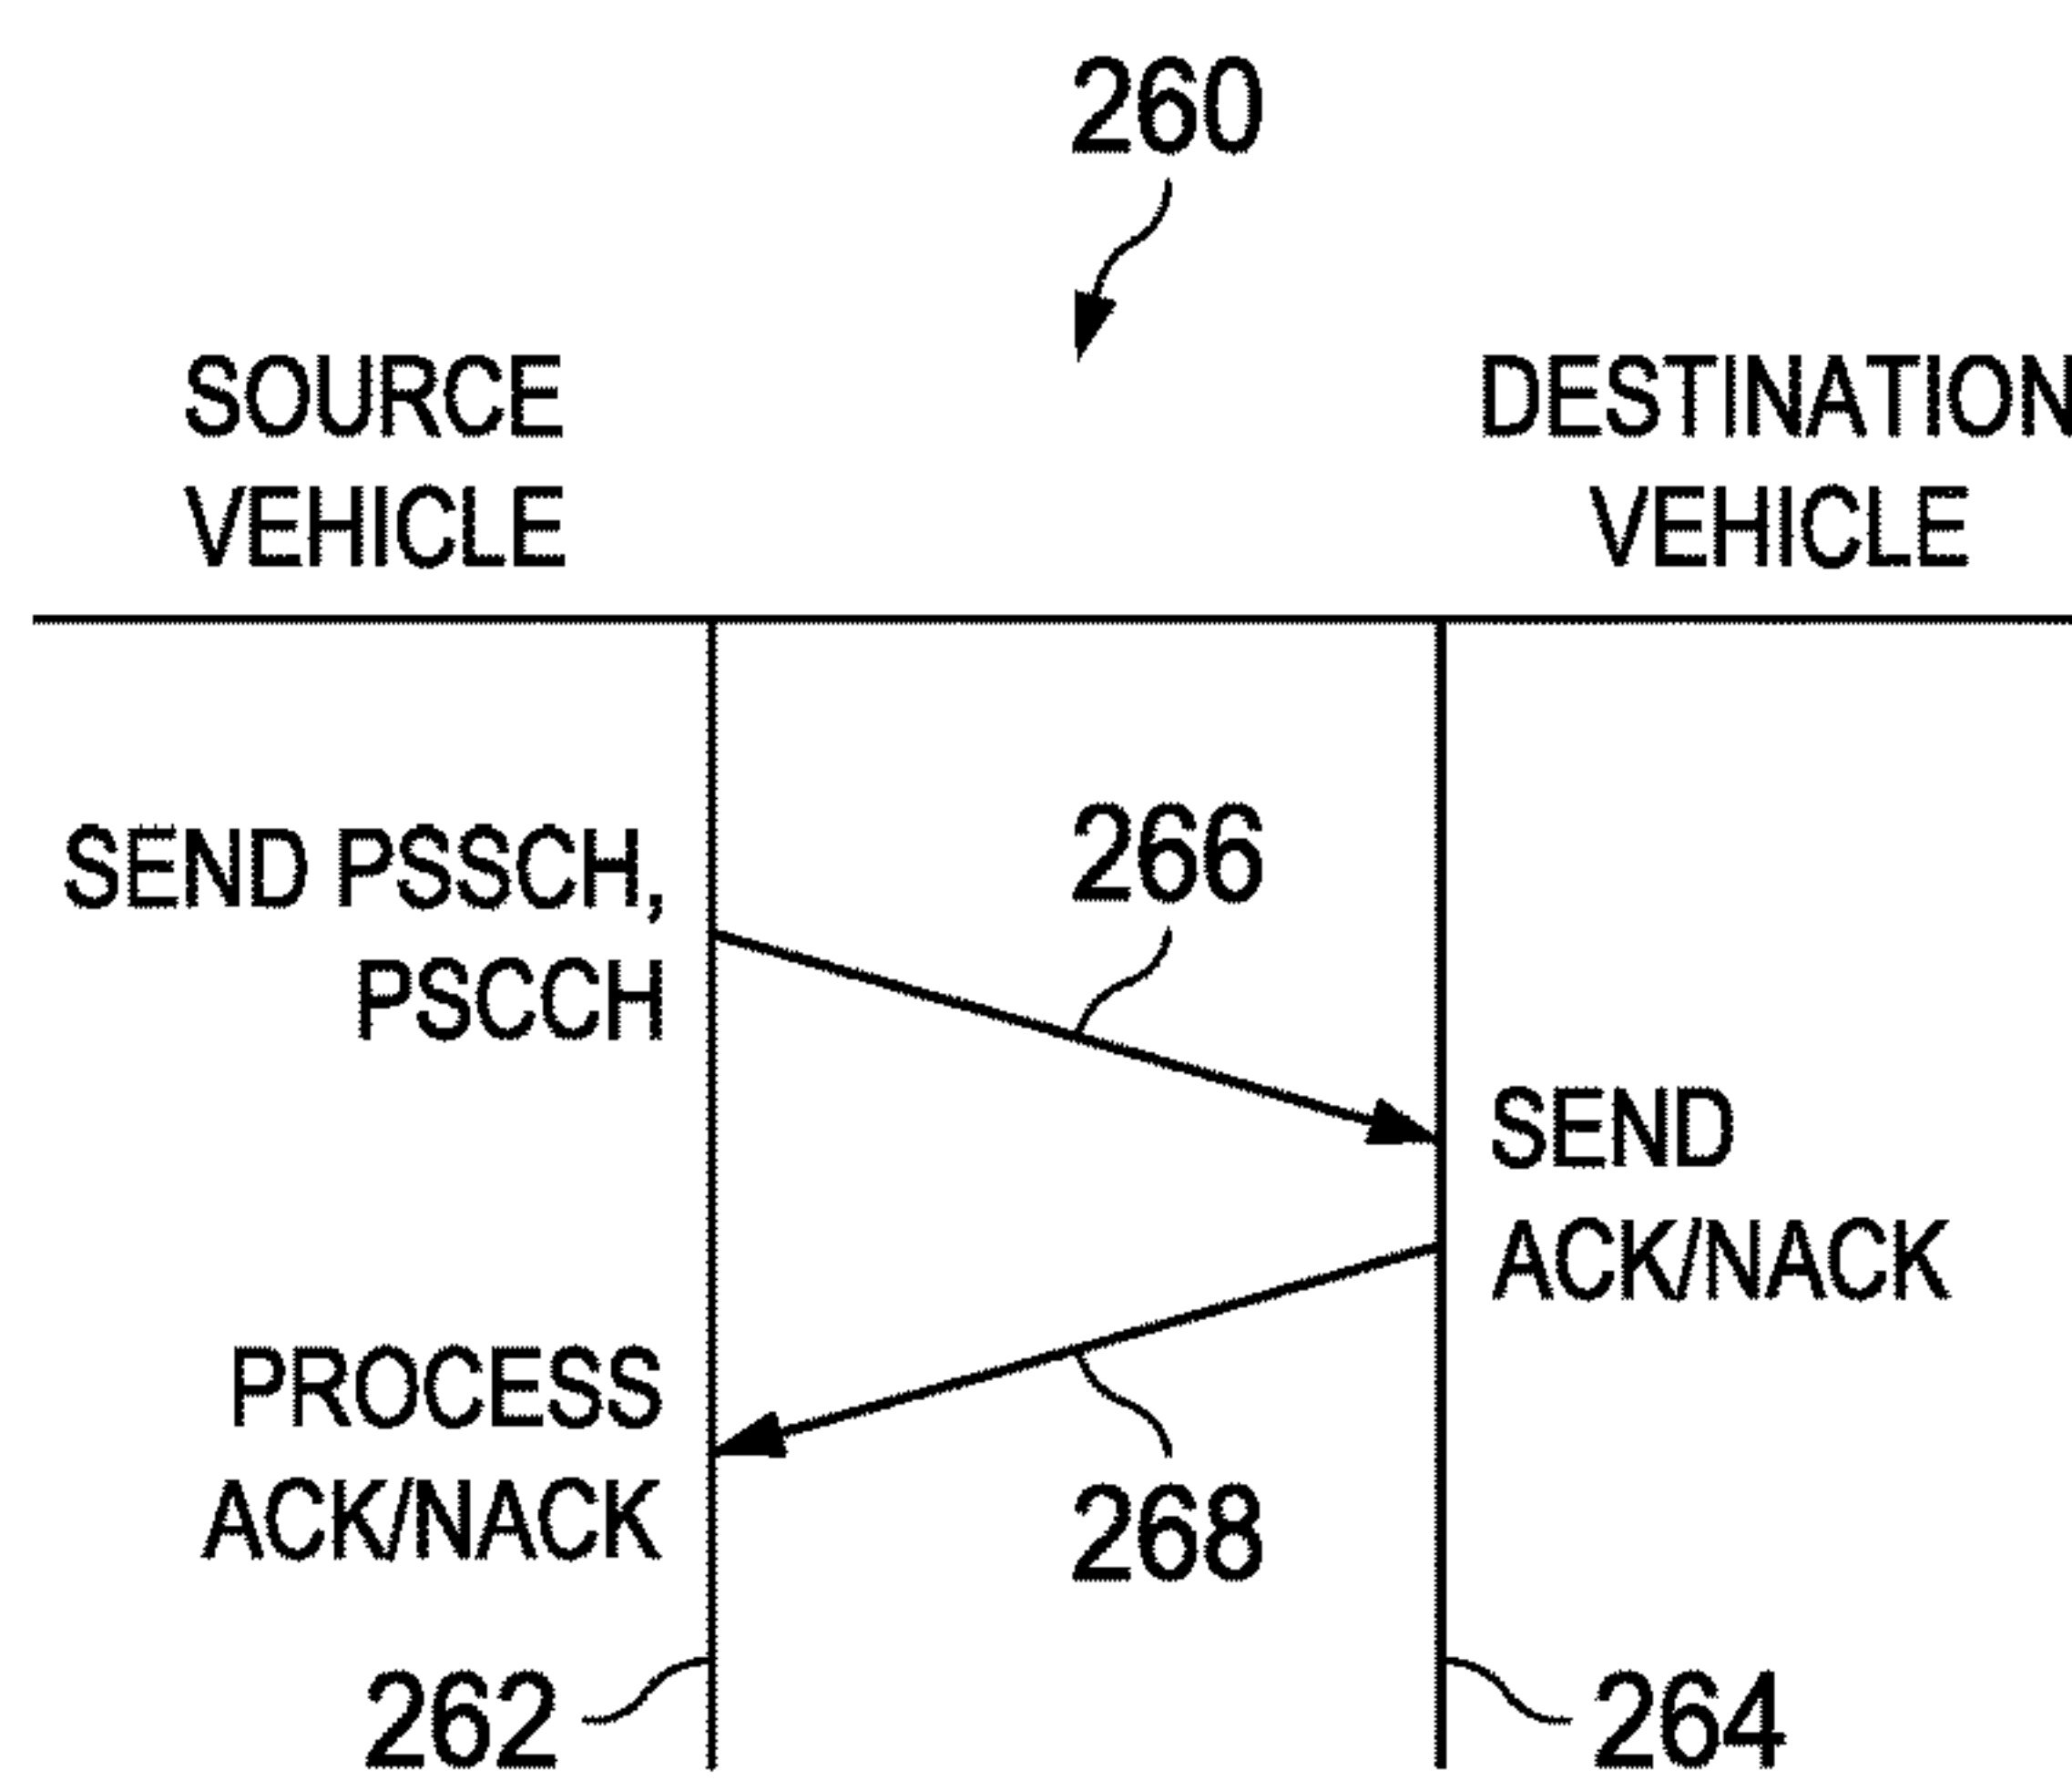 260
SOURCE
VEHICLE
DESTINATION
VEHICLE
SEND PSSCH,
PSCCH
266
SEND
ACK/NACK
PROCESS
ACK/NACK
268
262
264